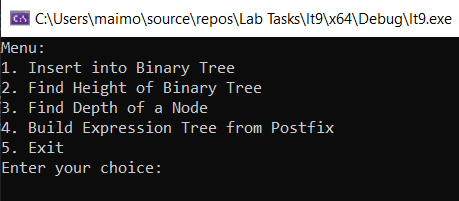 C:\Users\maimo\source\repos\Lab Tasks\lt9\x64\Debug\lt9.exe
Menu:
1. Insert into Binary Tree
2. Find Height of Binary Tree
3. Find Depth of a Node
4. Build Expression Tree from Postfix
5. Exit
Enter your choice: